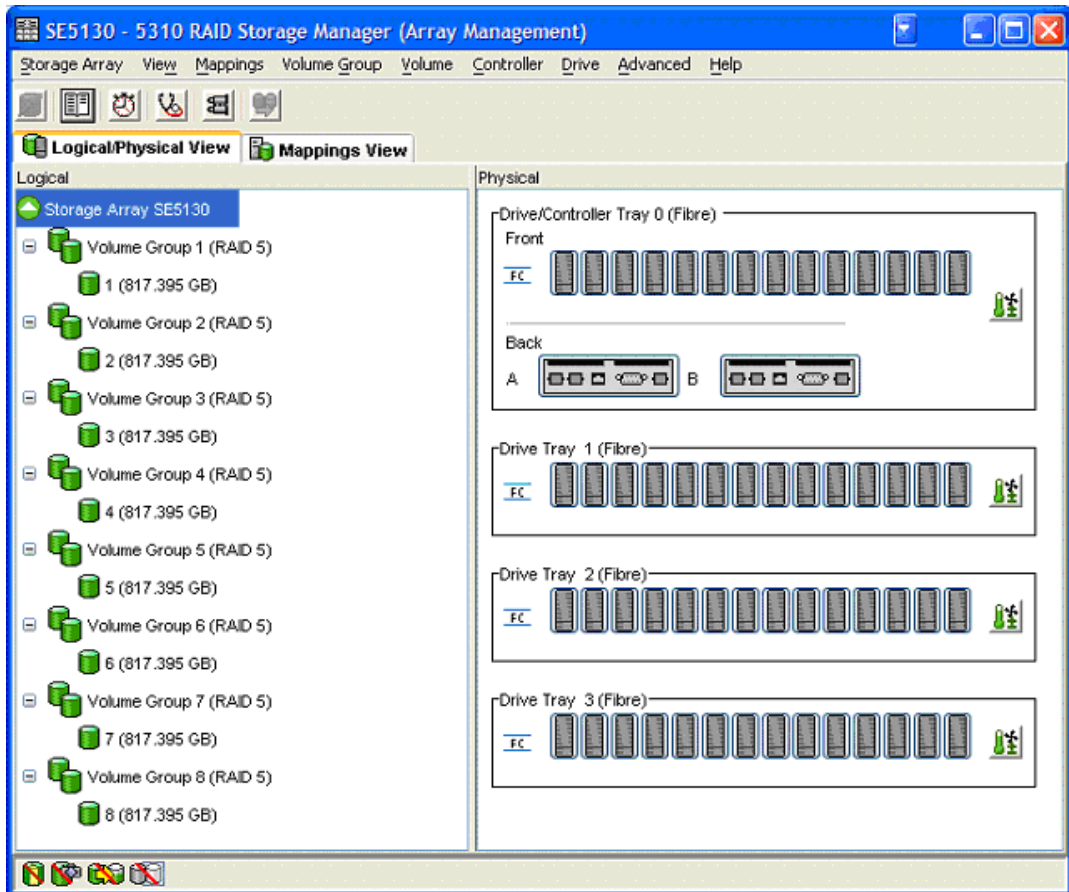 SE5130 - 5310 RAID Storage Manager (Array Management)
Storage Array View Mappings Volume Group Volume Controller Drive Advanced Help
Logical/Physical View Mappings View
Logical
Storage Array SE5130
Volume Group 1 (RAID 5)
1 (817.395 GB)
Volume Group 2 (RAID 5)
2 (817.395 GB)
Volume Group 3 (RAID 5)
3 (817.395 GB)
Volume Group 4 (RAID 5)
4 (817.395 GB)
Volume Group 5 (RAID 5)
5 (817.395 GB)
Volume Group 6 (RAID 5)
6 (817.395 GB)
Volume Group 7 (RAID 5)
7 (817.395 GB)
Volume Group 8 (RAID 5)
8 (817.395 GB)
Physical
Drive/Controller Tray 0 (Fibre)
Front
FC
Back
A B
Drive Tray 1 (Fibre)
FC
Drive Tray 2 (Fibre)
FC
Drive Tray 3 (Fibre)
FC